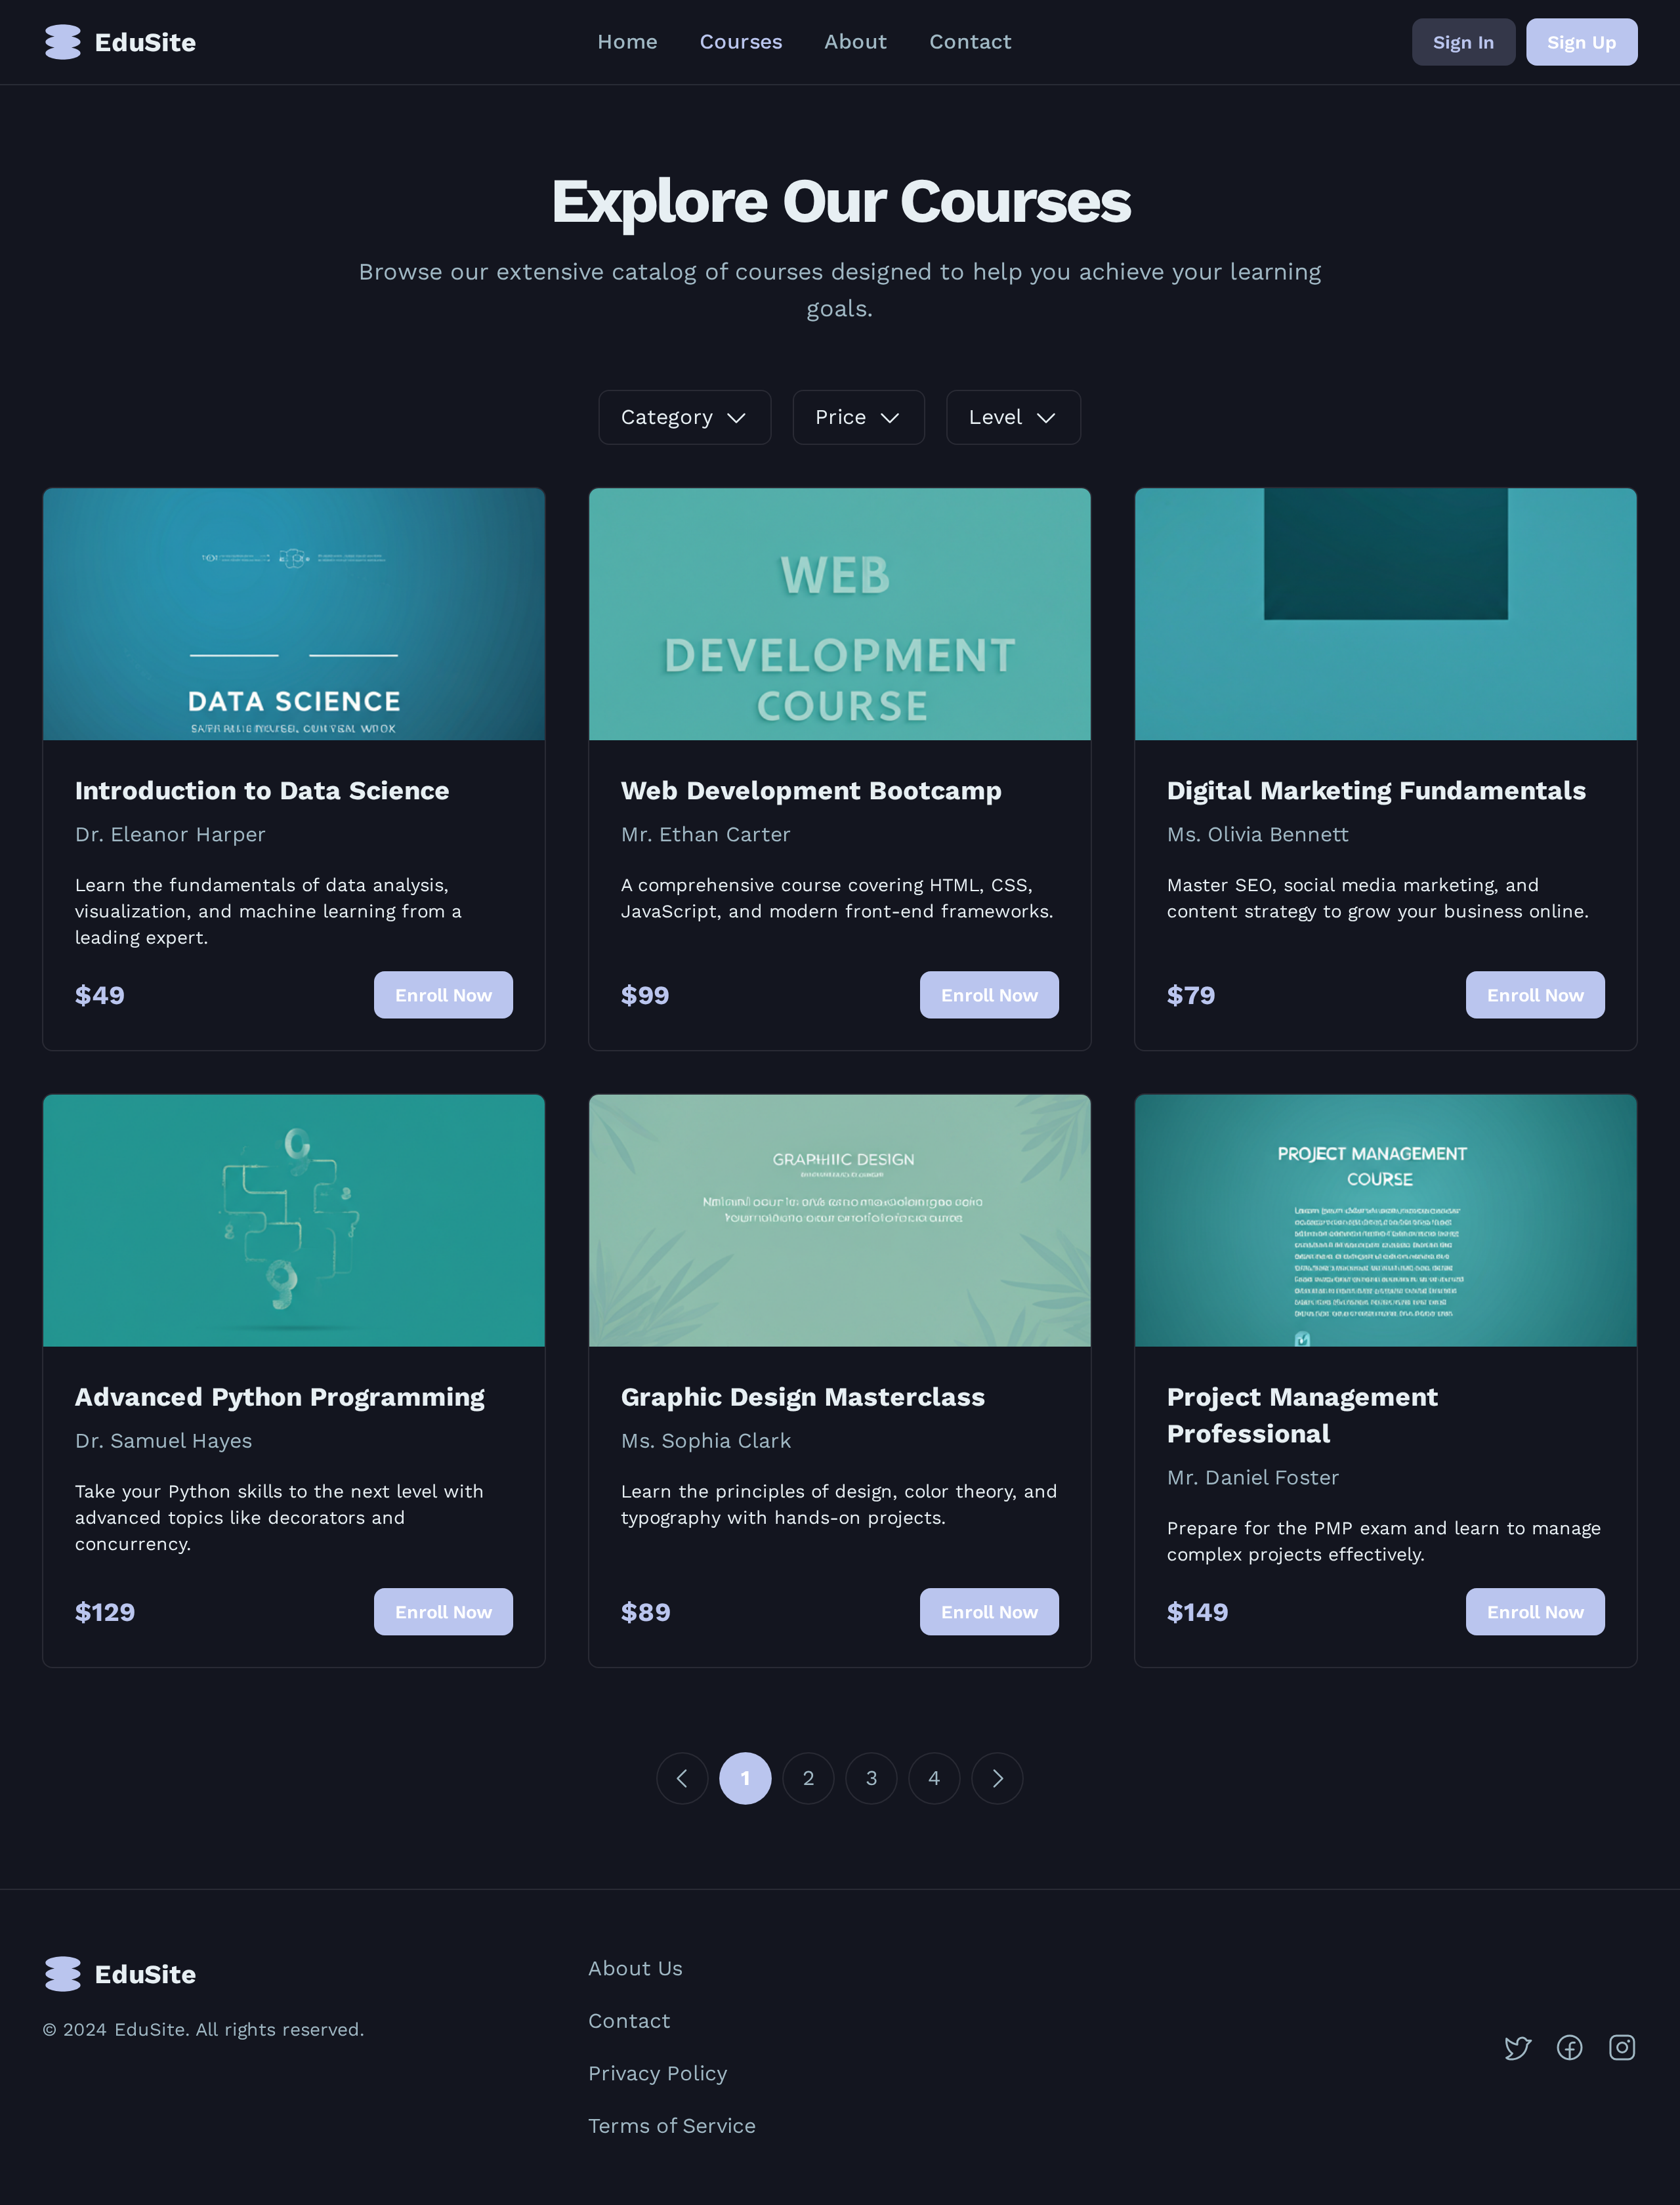 EduSite
Home Courses About Contact
Sign In Sign Up
Explore Our Courses
Browse our extensive catalog of courses designed to help you achieve your learning
goals.
Category Price Level
DATA SCIENCE
WEB
DEVELOPMENT
COURSE
Introduction to Data Science
Dr. Eleanor Harper
Learn the fundamentals of data analysis,
visualization, and machine learning from a
leading expert.
$49 Enroll Now
Web Development Bootcamp
Mr. Ethan Carter
A comprehensive course covering HTML, CSS,
JavaScript, and modern front-end frameworks.
$99 Enroll Now
Digital Marketing Fundamentals
Ms. Olivia Bennett
Master SEO, social media marketing, and
content strategy to grow your business online.
$79 Enroll Now
Advanced Python Programming
Dr. Samuel Hayes
Take your Python skills to the next level with
advanced topics like decorators and
concurrency.
$129 Enroll Now
GRAPHIIC DESIGN
Graphic Design Masterclass
Ms. Sophia Clark
Learn the principles of design, color theory, and
typography with hands-on projects.
$89 Enroll Now
PROJECT MANAGEMENT
COURSE
Project Management
Professional
Mr. Daniel Foster
Prepare for the PMP exam and learn to manage
complex projects effectively.
$149 Enroll Now
1 2 3 4
EduSite
© 2024 EduSite. All rights reserved.
About Us
Contact
Privacy Policy
Terms of Service